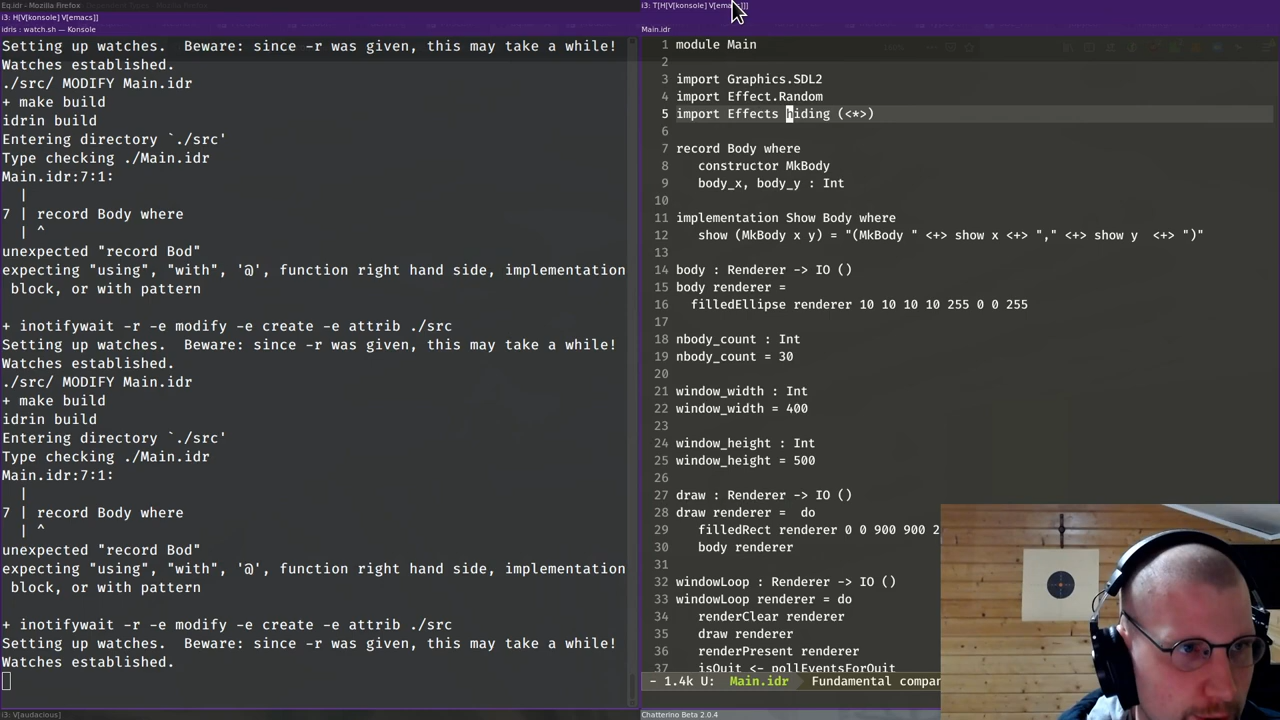 Eq.idr — Mozilla Firefox
i3: H[V[konsole] V[emacs]]
idris : watch.sh — Konsole
Setting up watches.  Beware: since -r was given, this may take a while!
Watches established.
./src/ MODIFY Main.idr
+ make build
idrin build
Entering directory `./src'
Type checking ./Main.idr
Main.idr:7:1:
  |
7 | record Body where
  | ^
unexpected "record Bod"
expecting "using", "with", '@', function right hand side, implementation
 block, or with pattern
+ inotifywait -r -e modify -e create -e attrib ./src
Setting up watches.  Beware: since -r was given, this may take a while!
Watches established.
./src/ MODIFY Main.idr
+ make build
idrin build
Entering directory `./src'
Type checking ./Main.idr
Main.idr:7:1:
  |
7 | record Body where
  | ^
unexpected "record Bod"
expecting "using", "with", '@', function right hand side, implementation
 block, or with pattern
+ inotifywait -r -e modify -e create -e attrib ./src
Setting up watches.  Beware: since -r was given, this may take a while!
Watches established.
i3: V[audacious]
i3: T[H[V[konsole] V[emacs]]]
Main.idr
1 module Main
2
3 import Graphics.SDL2
4 import Effect.Random
5 import Effects hiding (<*>)
6
7 record Body where
8    constructor MkBody
9    body_x, body_y : Int
10
11 implementation Show Body where
12    show (MkBody x y) = "(MkBody " <+> show x <+> "," <+> show y  <+> ")"
13
14 body : Renderer -> IO ()
15 body renderer =
16   filledEllipse renderer 10 10 10 10 255 0 0 255
17
18 nbody_count : Int
19 nbody_count = 30
20
21 window_width : Int
22 window_width = 400
23
24 window_height : Int
25 window_height = 500
26
27 draw : Renderer -> IO ()
28 draw renderer =  do
29    filledRect renderer 0 0 900 900 2
30    body renderer
31
32 windowLoop : Renderer -> IO ()
33 windowLoop renderer = do
34    renderClear renderer
35    draw renderer
36    renderPresent renderer
37    isQuit <- pollEventsForQuit
- 1.4k U: Main.idr Fundamental compan
Chatterino Beta 2.0.4